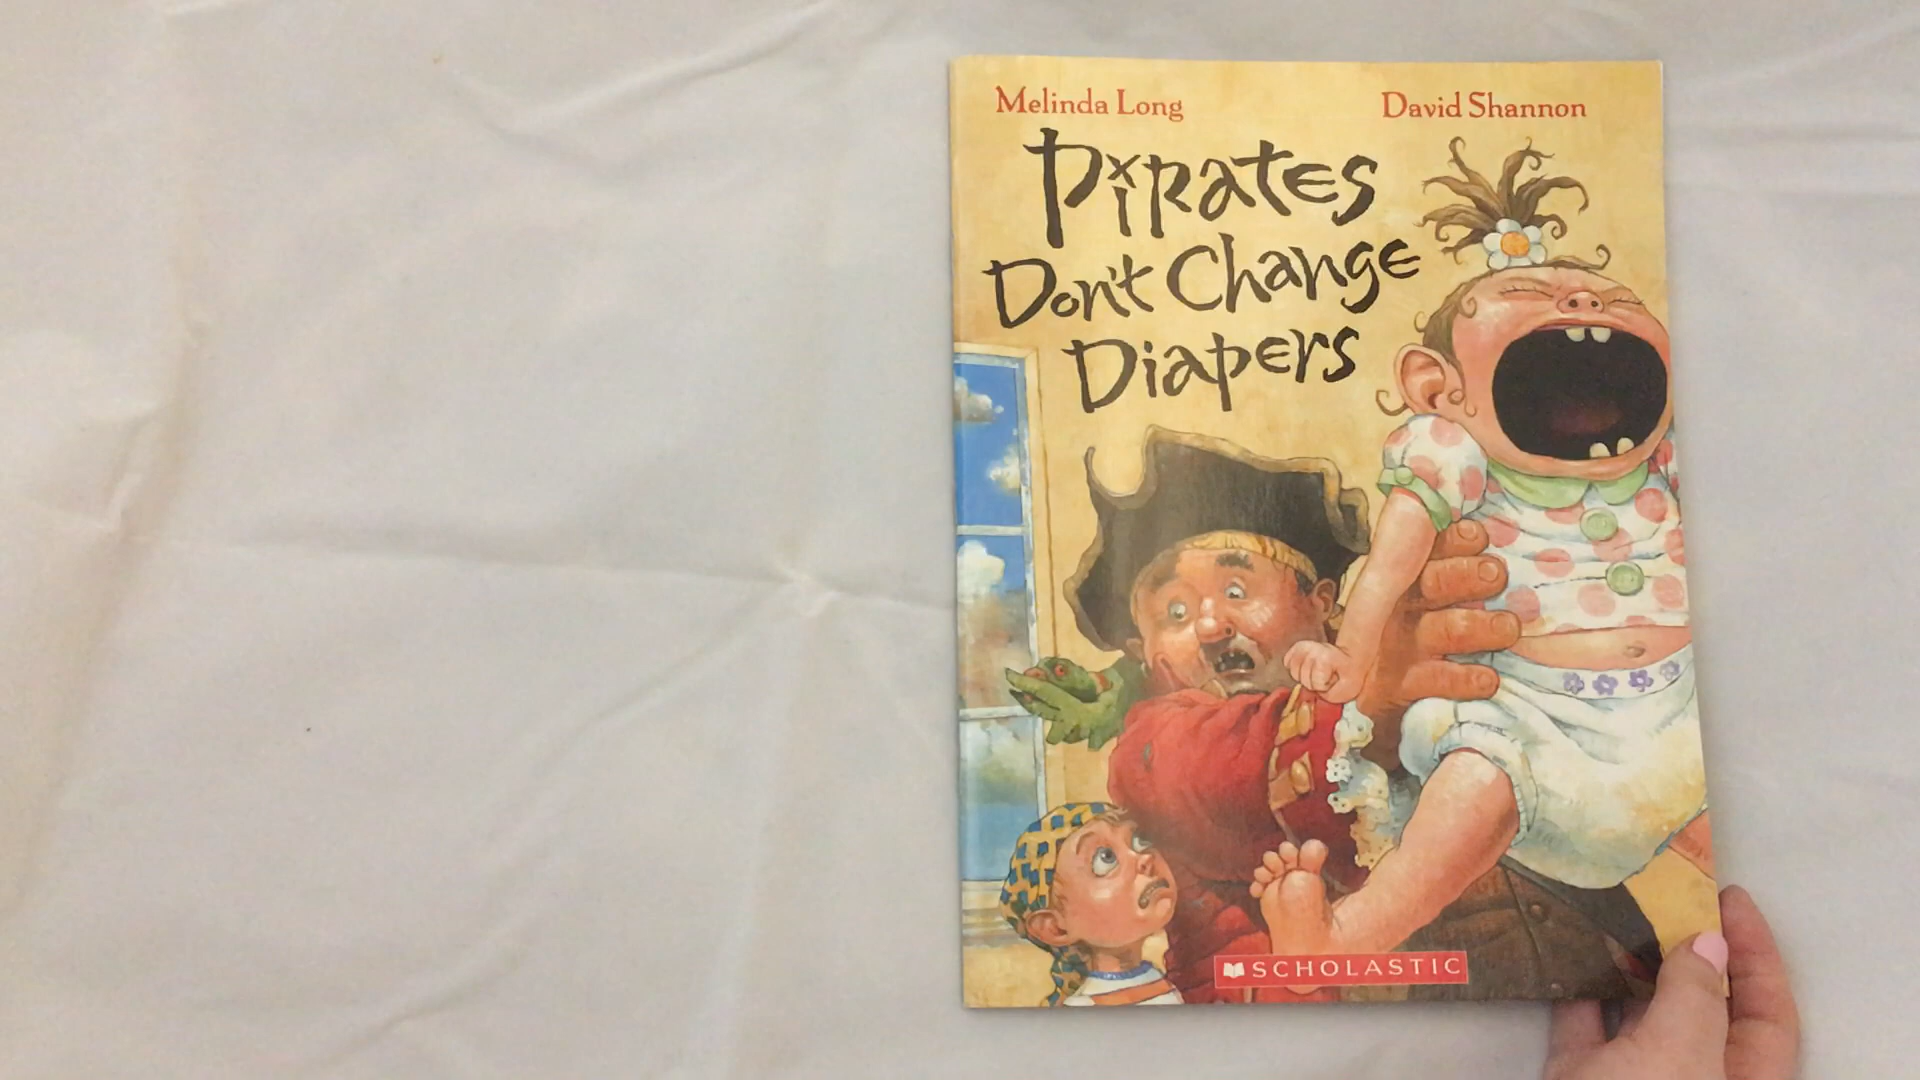 Melinda Long David Shannon
Pirates
Don't Change
Diapers
SCHOLASTIC